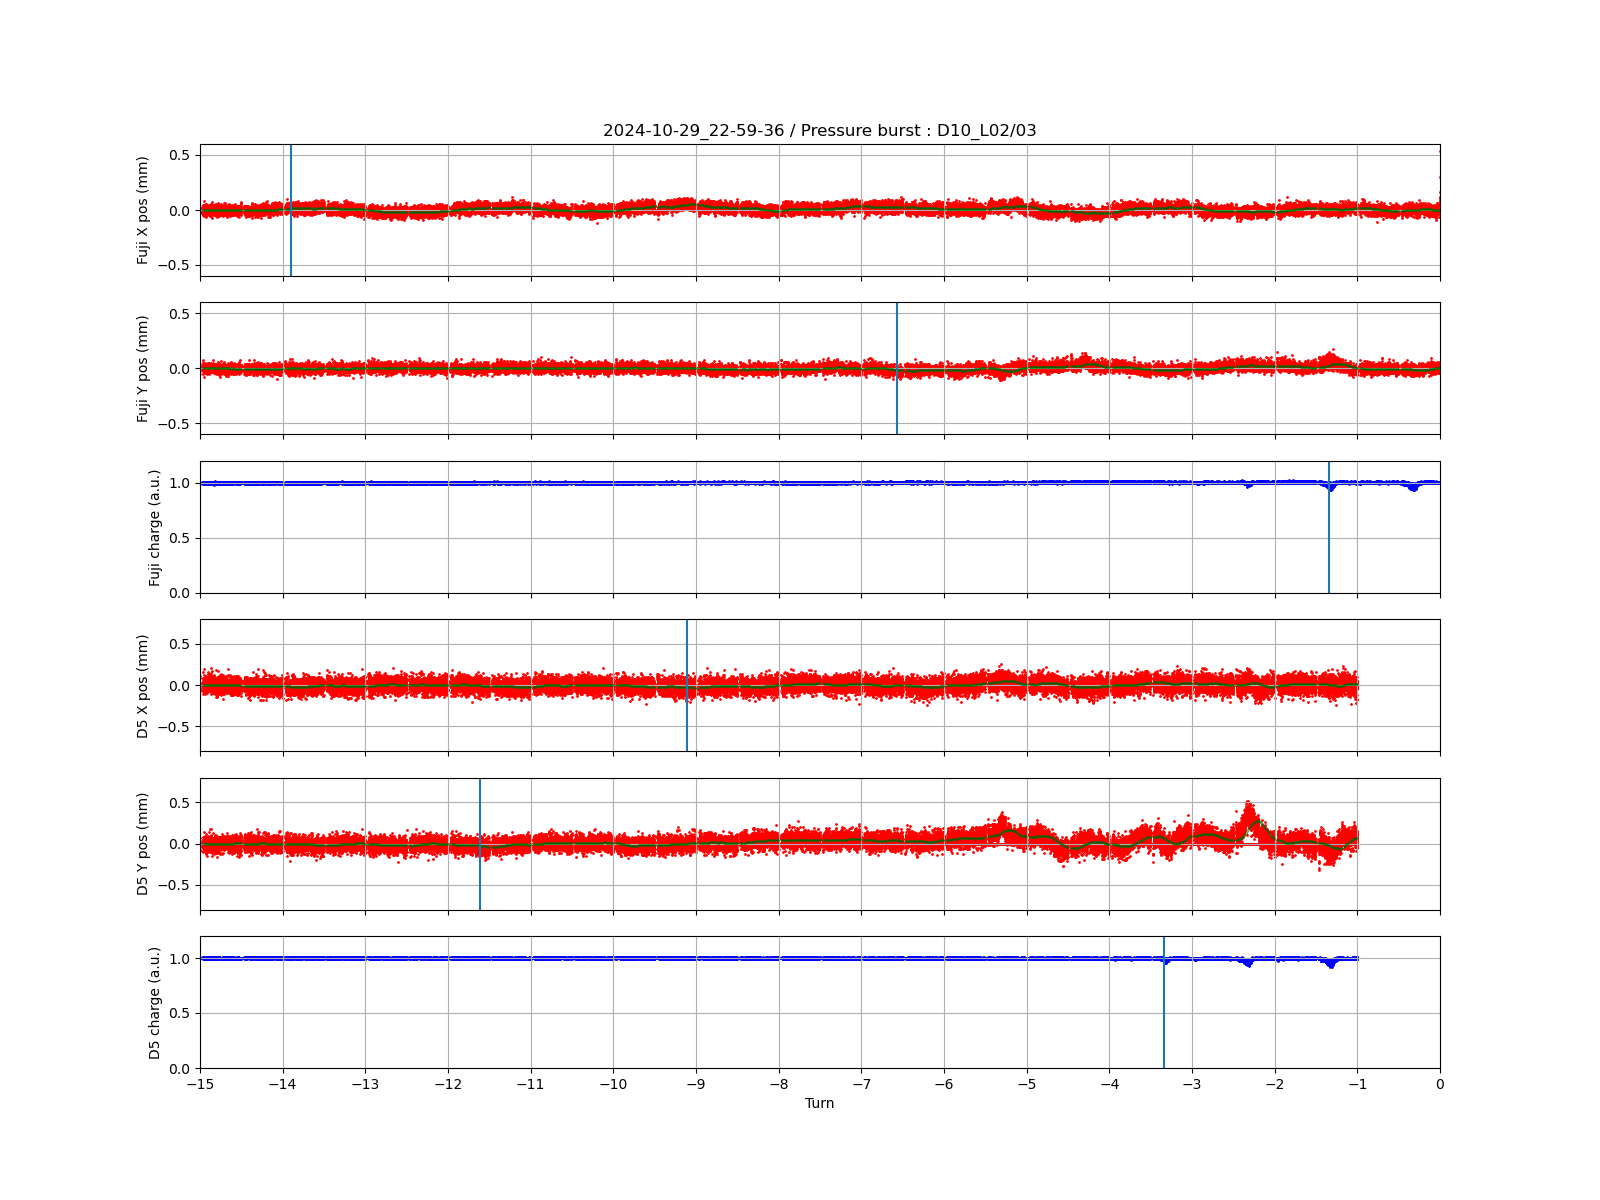 2024-10-29_22-59-36 / Pressure burst : D10_L02/03
Fuji X pos (mm)
0.5
0.0
−0.5
Fuji Y pos (mm)
0.5
0.0
−0.5
Fuji charge (a.u.)
1.0
0.5
0.0
D5 X pos (mm)
0.5
0.0
−0.5
D5 Y pos (mm)
0.5
0.0
−0.5
D5 charge (a.u.)
1.0
0.5
0.0
−15 −14 −13 −12 −11 −10 −9 −8 −7 −6 −5 −4 −3 −2 −1 0
Turn